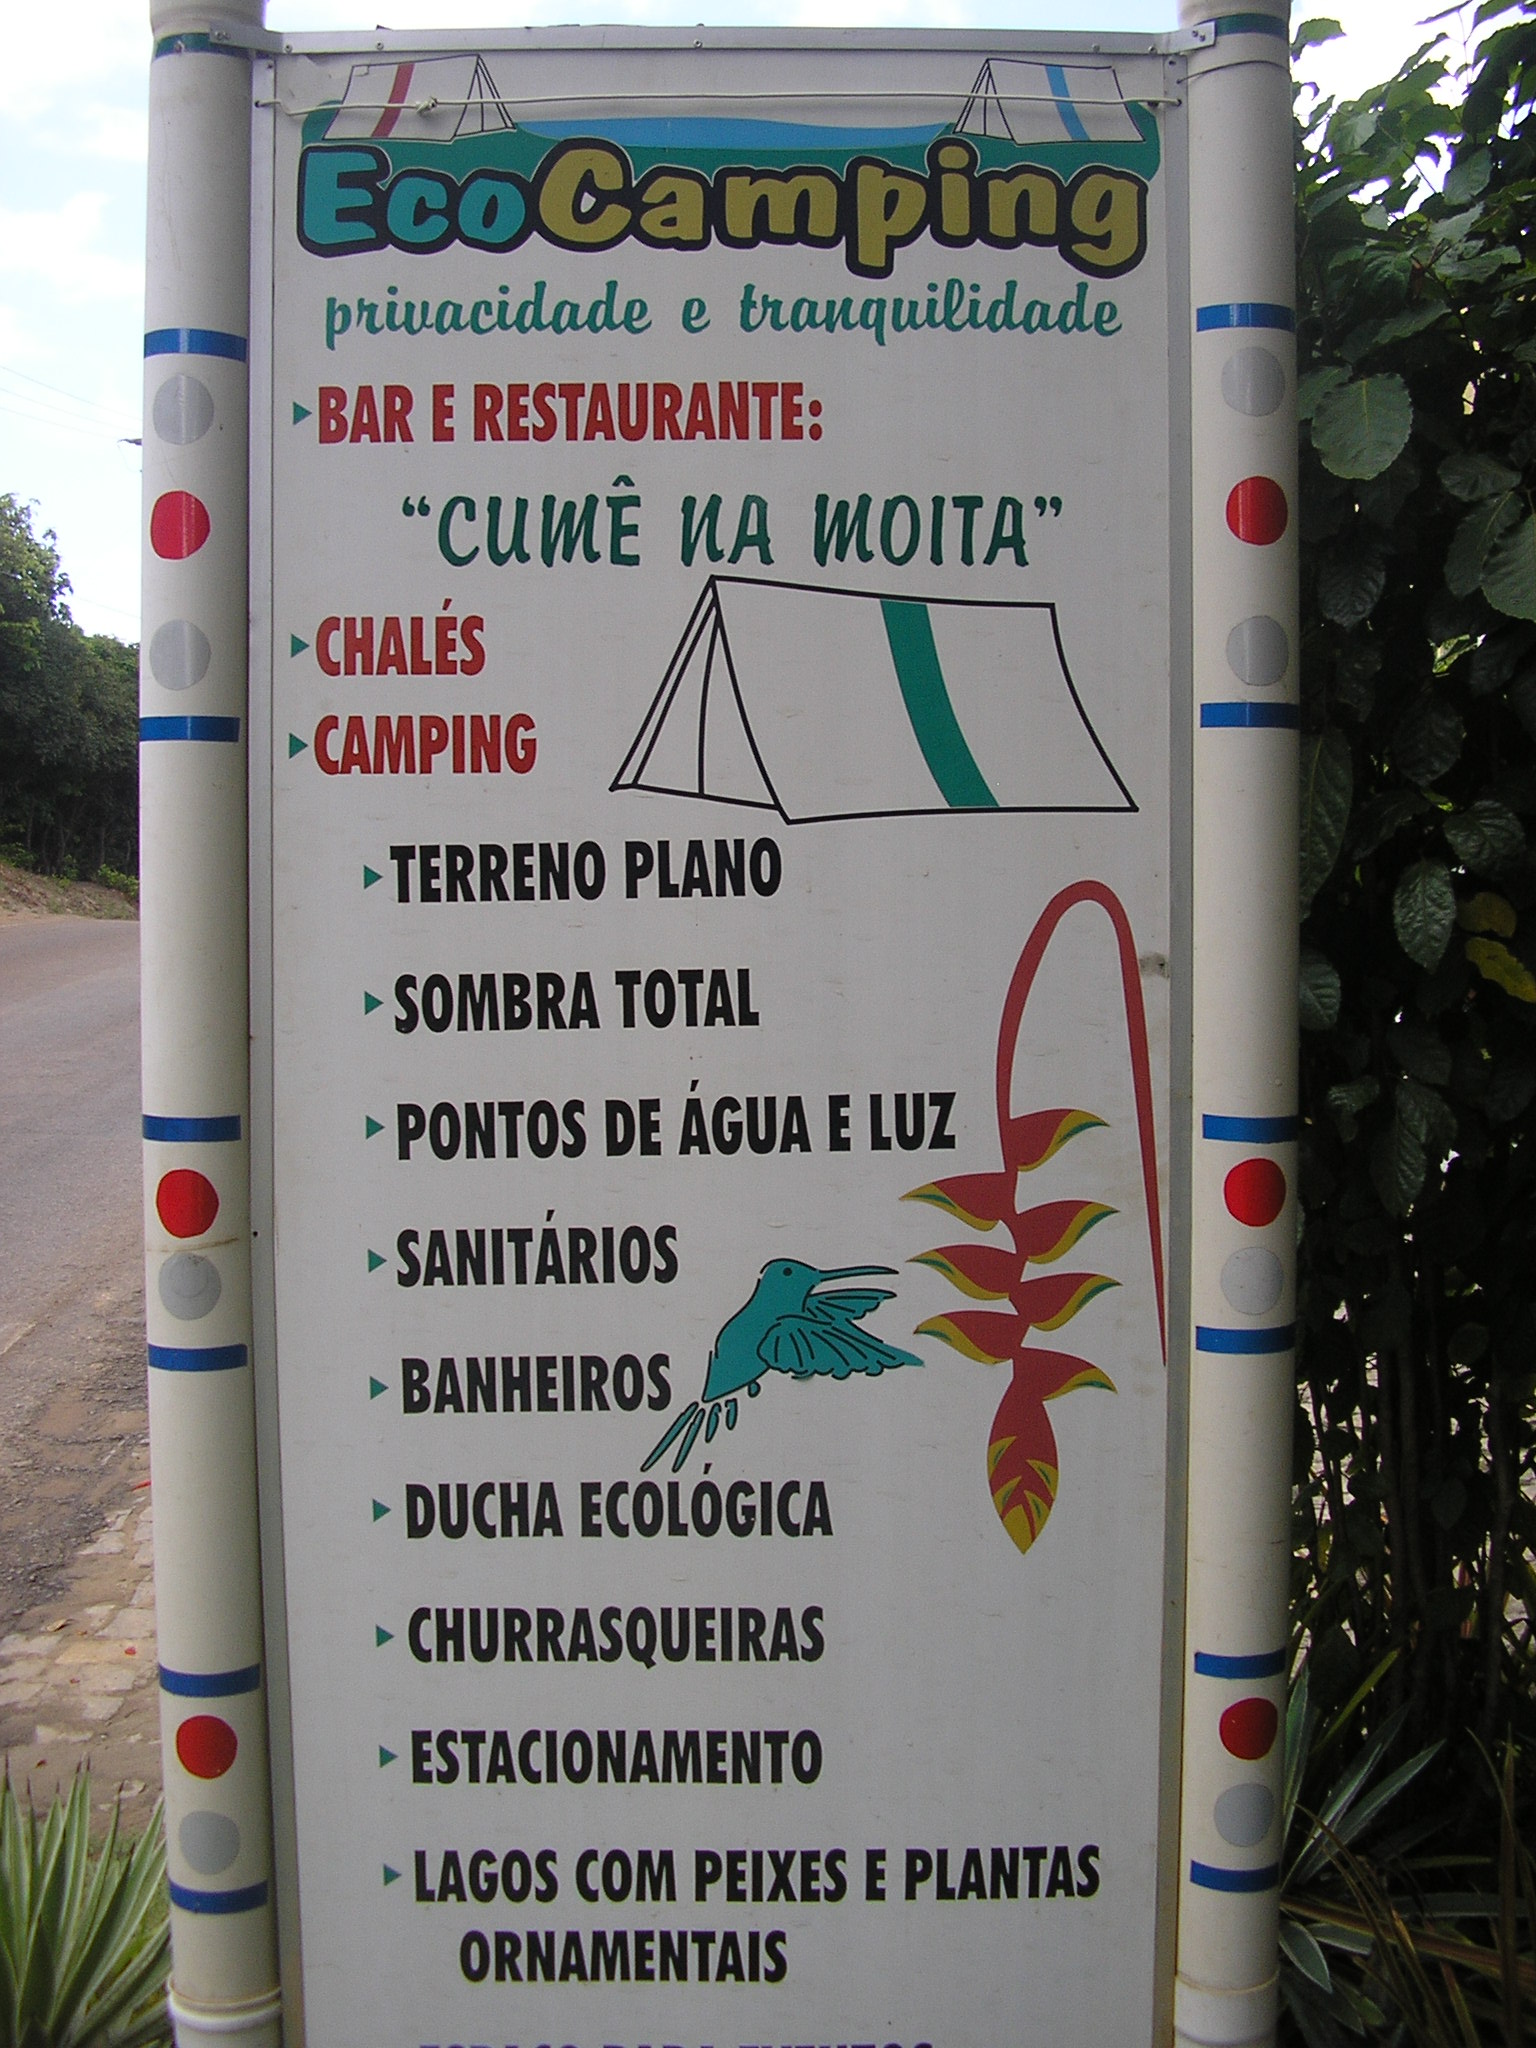 EcoCamping
privacidade e tranquilidade
BAR E RESTAURANTE:
“CUMÊ NA MOITA”
CHALÉS
CAMPING
TERRENO PLANO
SOMBRA TOTAL
PONTOS DE ÁGUA E LUZ
SANITÁRIOS
BANHEIROS
DUCHA ECOLÓGICA
CHURRASQUEIRAS
ESTACIONAMENTO
LAGOS COM PEIXES E PLANTAS
ORNAMENTAIS